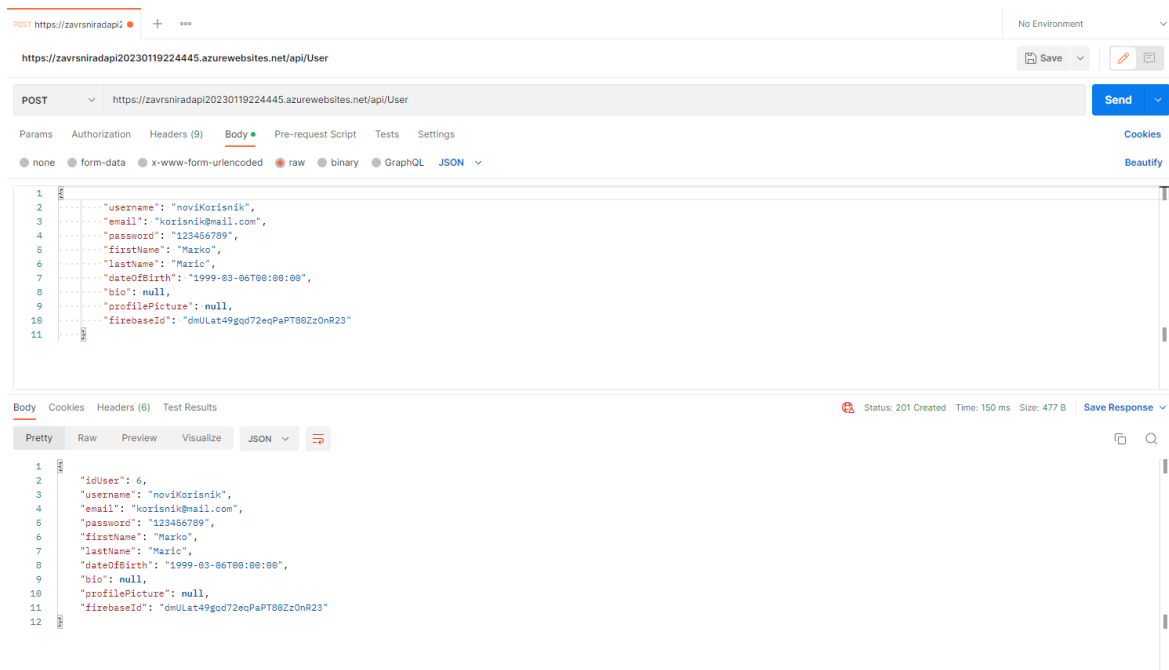 POST https://zavrsniradapi2
No Environment
https://zavrsniradapi20230119224445.azurewebsites.net/api/User
Save
POST https://zavrsniradapi20230119224445.azurewebsites.net/api/User Send
Params Authorization Headers (9) Body Pre-request Script Tests Settings Cookies
none form-data x-www-form-urlencoded raw binary GraphQL JSON Beautify
1 {
2 "username": "noviKorisnik",
3 "email": "korisnik@mail.com",
4 "password": "123456789",
5 "firstName": "Marko",
6 "lastName": "Maric",
7 "dateOfBirth": "1999-03-06T00:00:00",
8 "bio": null,
9 "profilePicture": null,
10 "firebaseId": "dmULat49gqd72eqPaPT80ZzOnR23"
11 }
Body Cookies Headers (6) Test Results Status: 201 Created Time: 150 ms Size: 477 B Save Response
Pretty Raw Preview Visualize JSON
1 {
2 "idUser": 6,
3 "username": "noviKorisnik",
4 "email": "korisnik@mail.com",
5 "password": "123456789",
6 "firstName": "Marko",
7 "lastName": "Maric",
8 "dateOfBirth": "1999-03-06T00:00:00",
9 "bio": null,
10 "profilePicture": null,
11 "firebaseId": "dmULat49gqd72eqPaPT80ZzOnR23"
12 }